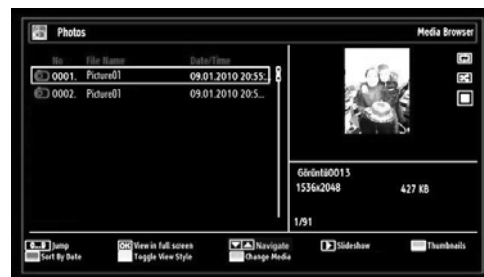 Photos
Media Browser
No File Name Date/Time
0001. Picture01 09.01.2010 20:55:
0002. Picture01 09.01.2010 20:5...
Görüntü0013
1536x2048 427 KB
1/91
0...9 Jump OK View in full screen Navigate Slideshow Thumbnails
Sort By Date Toggle View Style Change Media